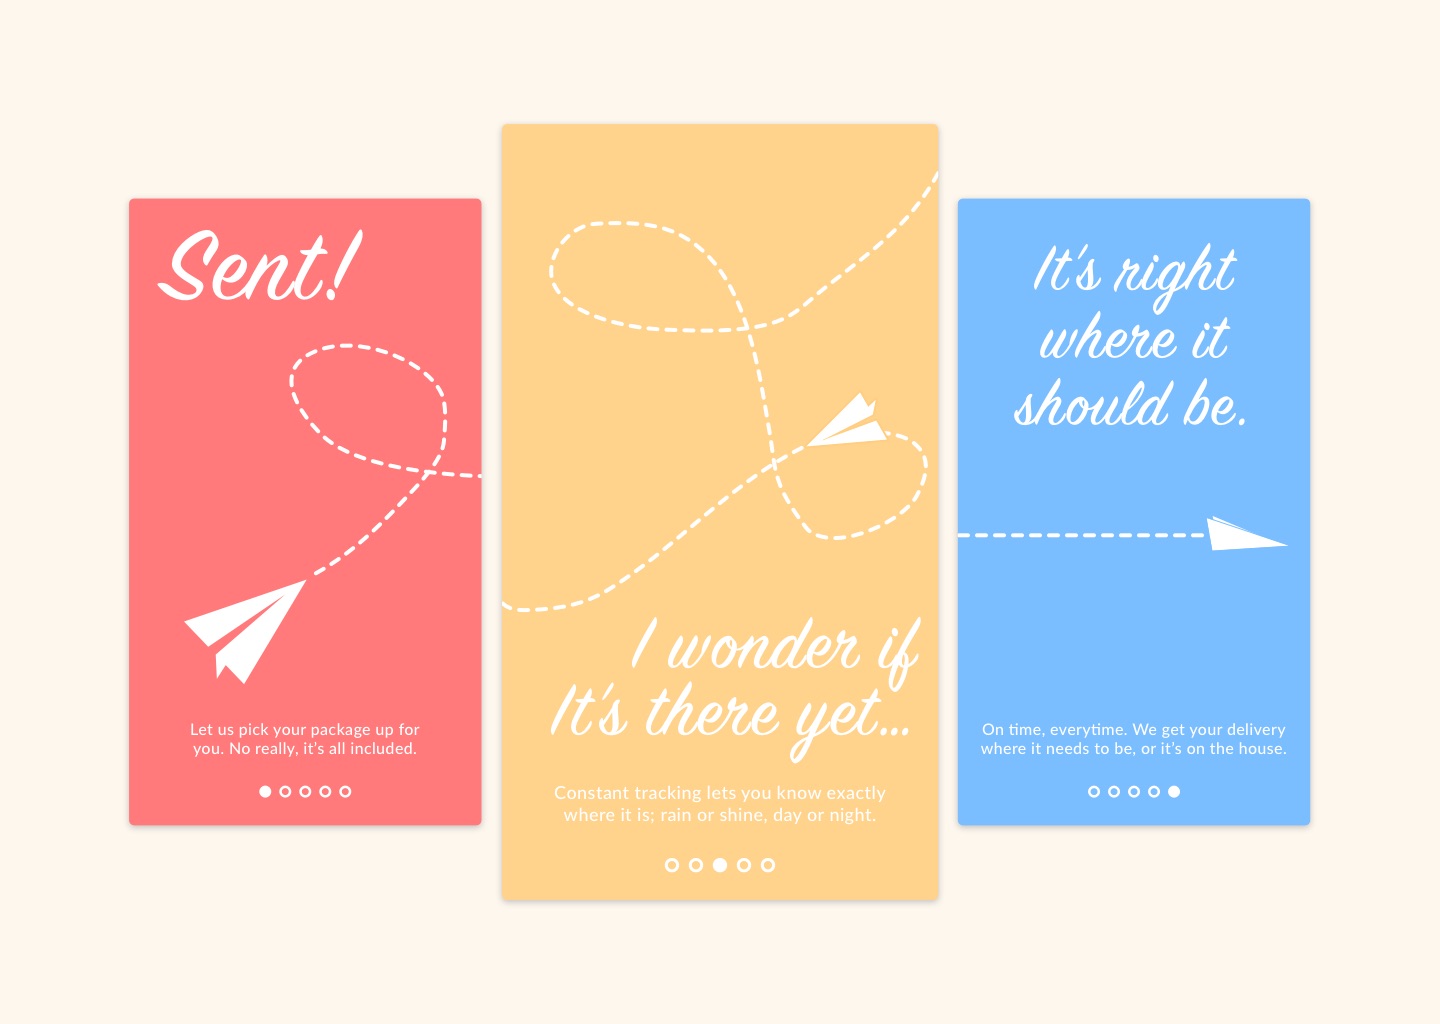 Sent!
Let us pick your package up for
you. No really, it's all included.
I wonder if
It's there yet...
Constant tracking lets you know exactly
where it is; rain or shine, day or night.
It's right
where it
should be.
On time, everytime. We get your delivery
where it needs to be, or it's on the house.